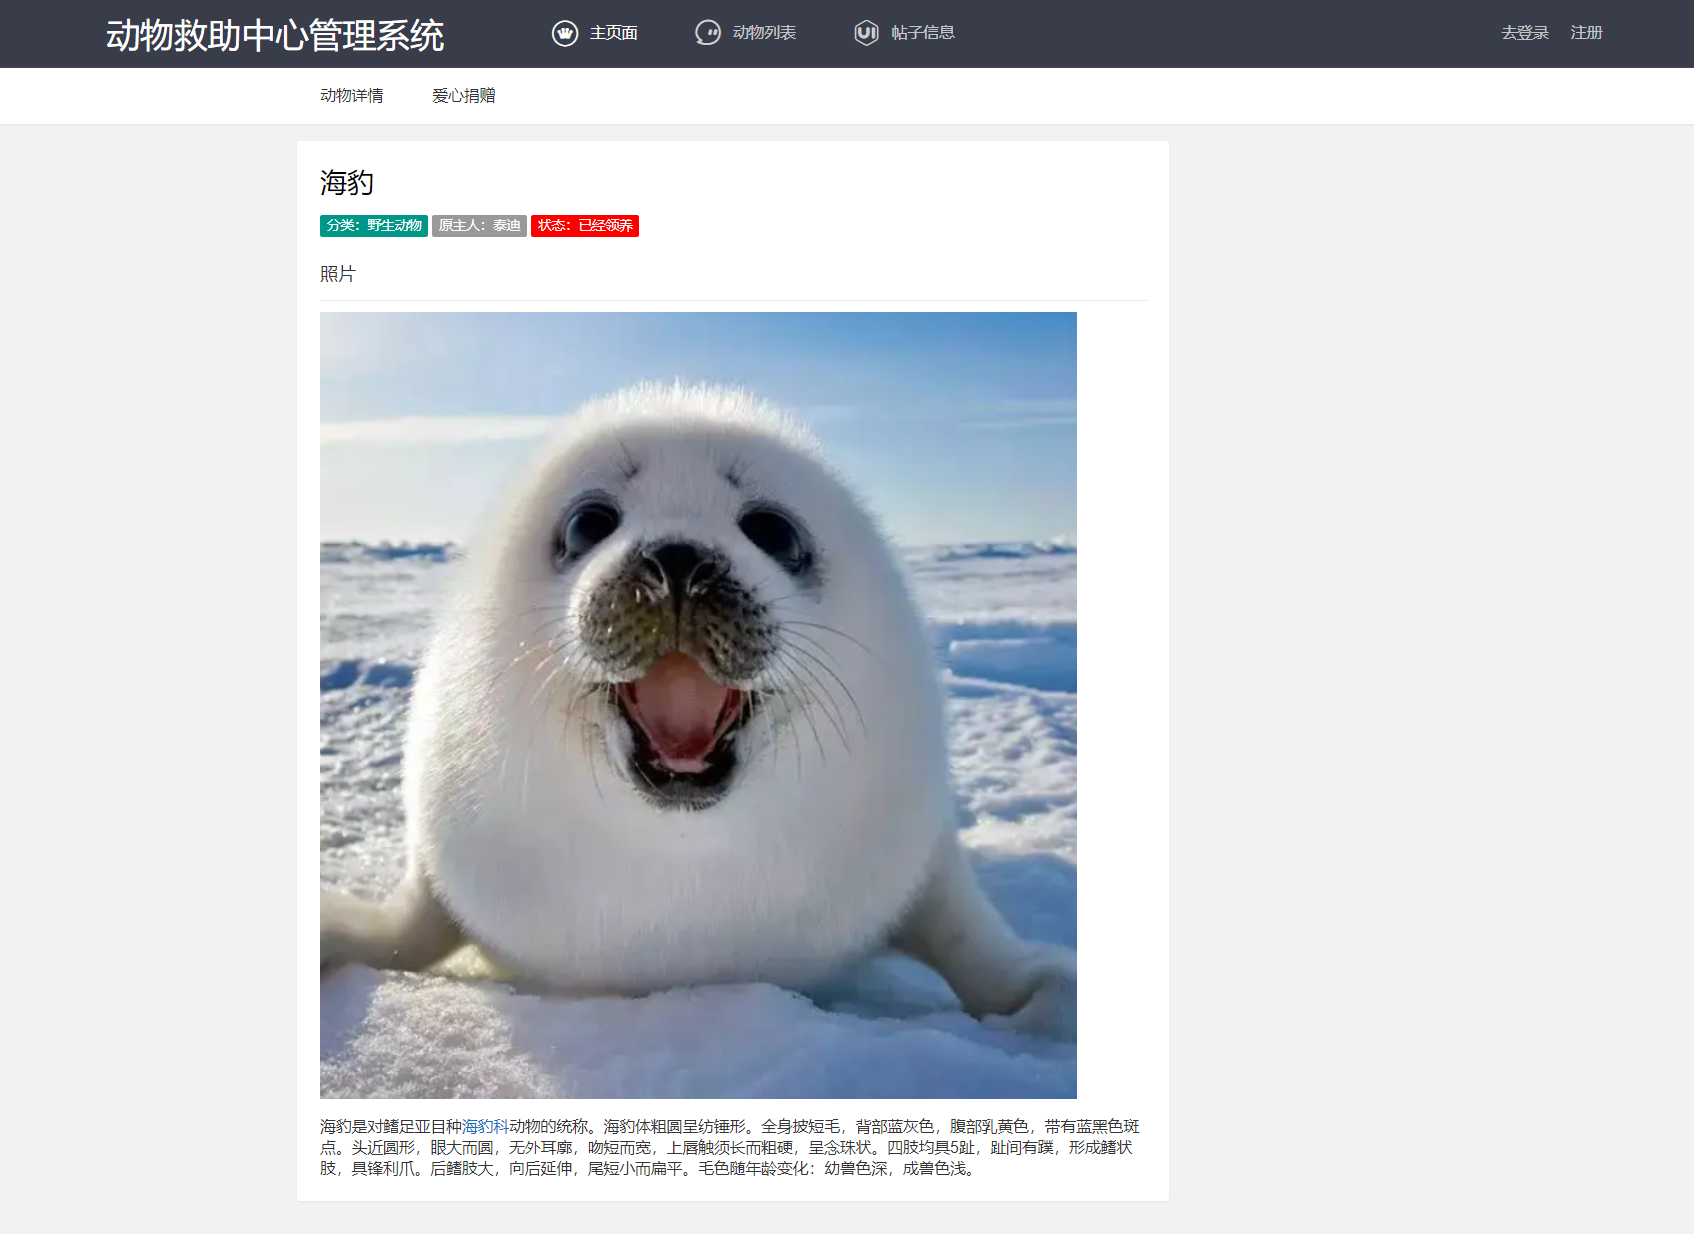 动物救助中心管理系统
主页面
动物列表
帖子信息
去登录
注册
动物详情
爱心捐赠
海豹
分类：野生动物
原主人：泰迪
状态：已经领养
照片
海豹是对鳍足亚目种海豹科动物的统称。海豹体粗圆呈纺锤形。全身披短毛，背部蓝灰色，腹部乳黄色，带有蓝黑色斑
点。头近圆形，眼大而圆，无外耳廓，吻短而宽，上唇触须长而粗硬，呈念珠状。四肢均具5趾，趾间有蹼，形成鳍状
肢，具锋利爪。后鳍肢大，向后延伸，尾短小而扁平。毛色随年龄变化：幼兽色深，成兽色浅。